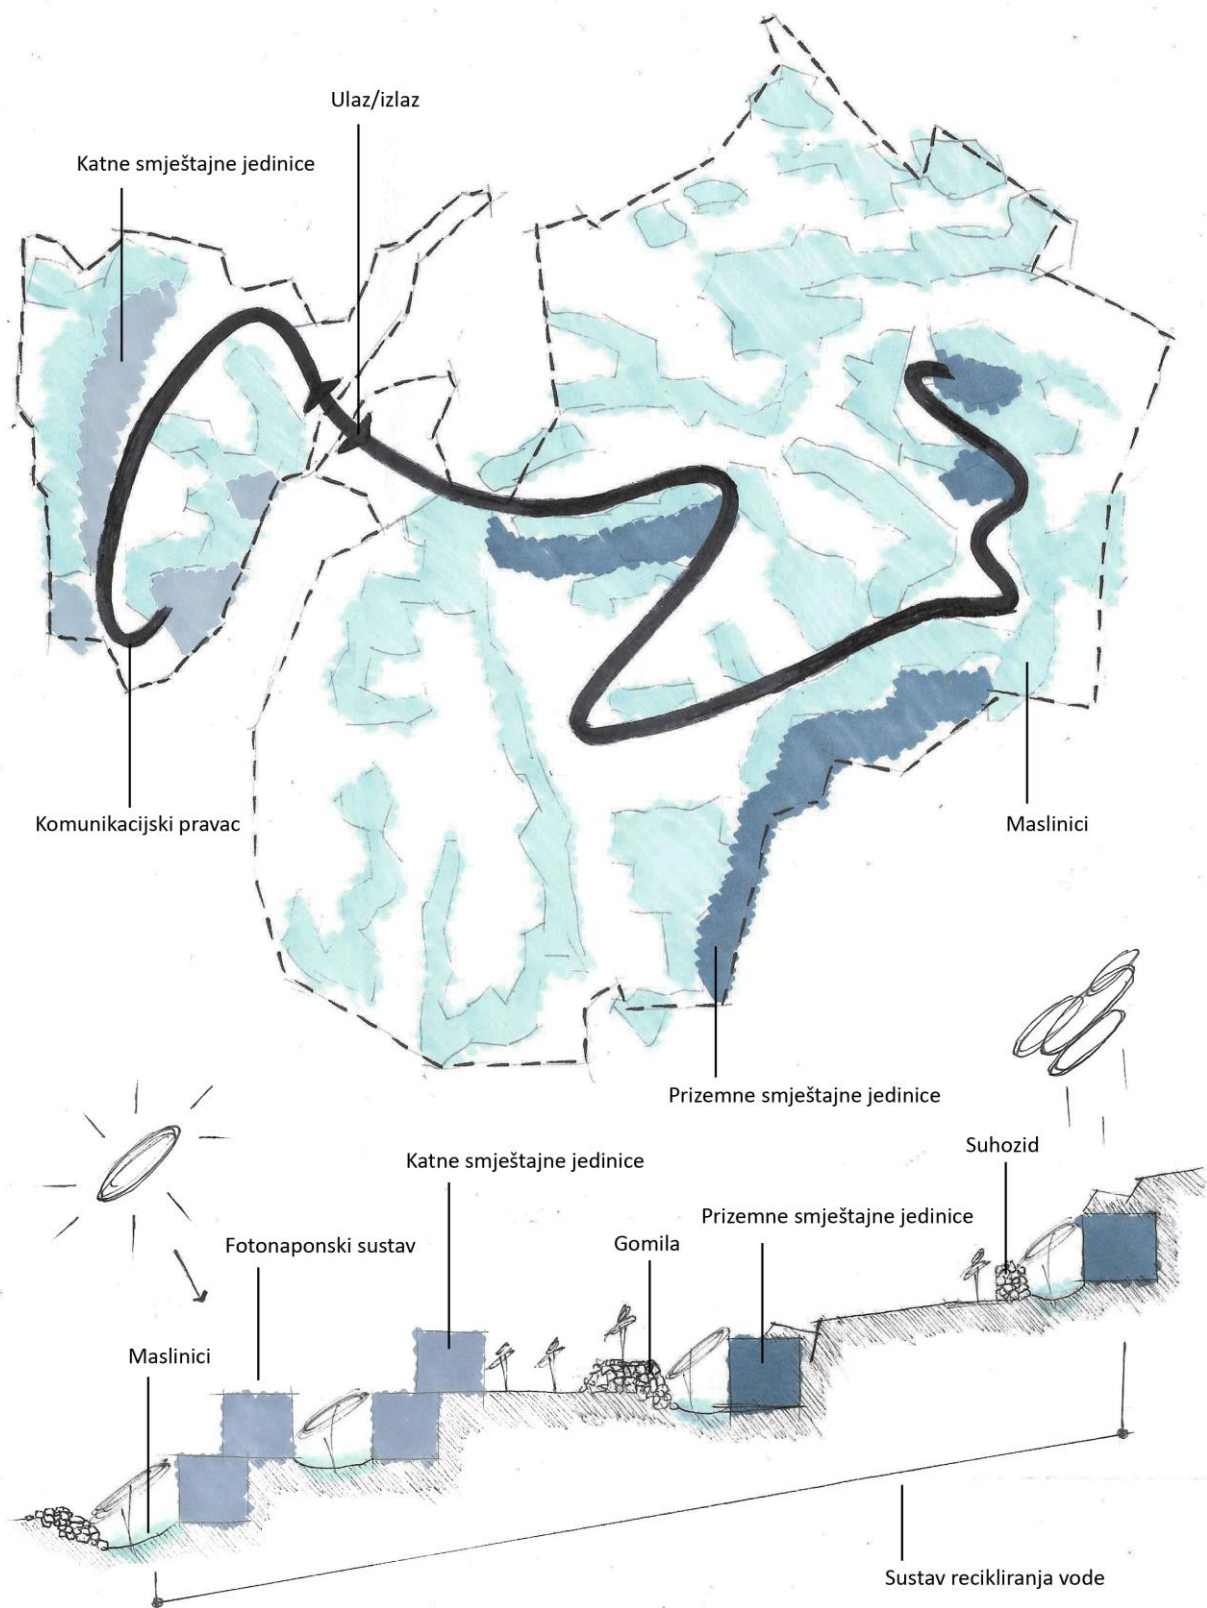 Ulaz/izlaz
Katne smještajne jedinice
Komunikacijski pravac
Maslinici
Prizemne smještajne jedinice
Suhozid
Katne smještajne jedinice
Prizemne smještajne jedinice
Gomila
Fotonaponski sustav
Maslinici
Sustav recikliranja vode